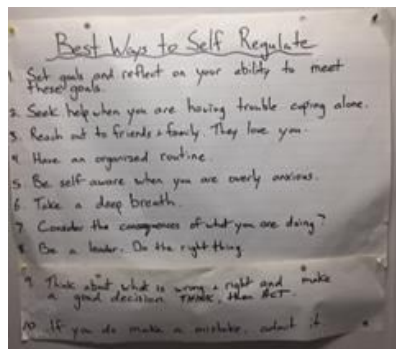 Best Ways to Self Regulate
1. Set goals and reflect on your ability to meet
these goals.
2. Seek help when you are having trouble coping alone.
3. Reach out to friends & family. They love you.
4. Have an organised routine.
5. Be self aware when you are overly anxious.
6. Take a deep breath.
7. Consider the consequences of what you are doing?
8. Be a leader. Do the right thing
9. Think about what is wrong & right and make
a good decision. THINK, then ACT.
10. If you do make a mistake, admit it